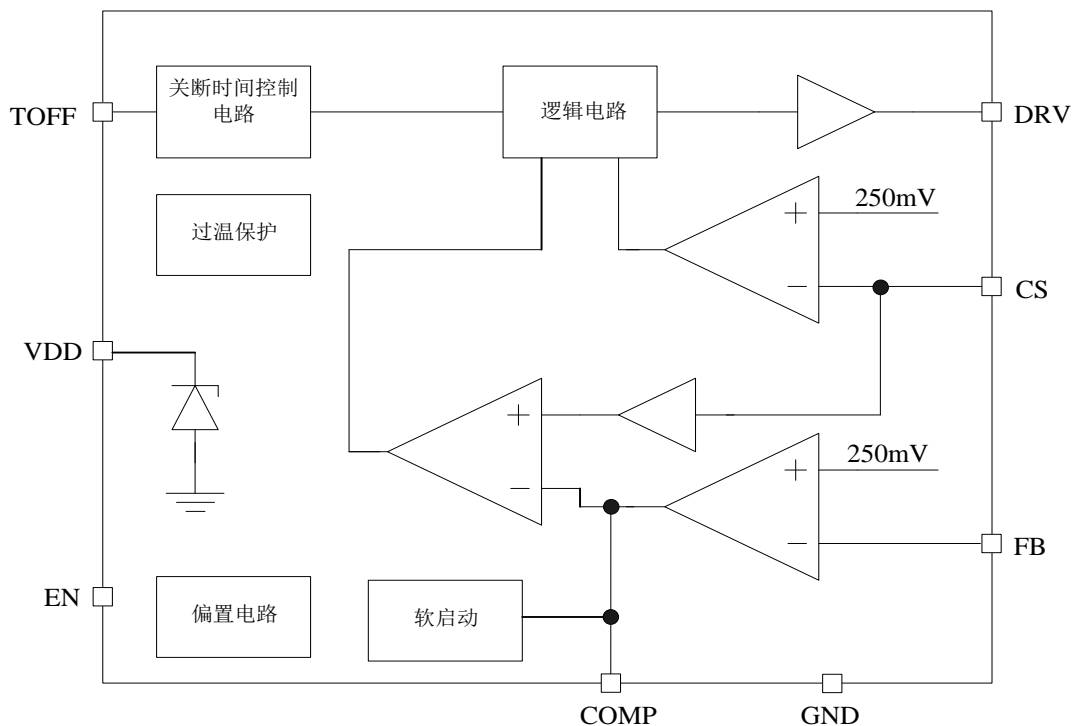 关断时间控制
电路
逻辑电路
TOFF
DRV
250mV
+
过温保护
−
CS
VDD
+
250mV
+
−
−
FB
EN
偏置电路
软启动
COMP
GND